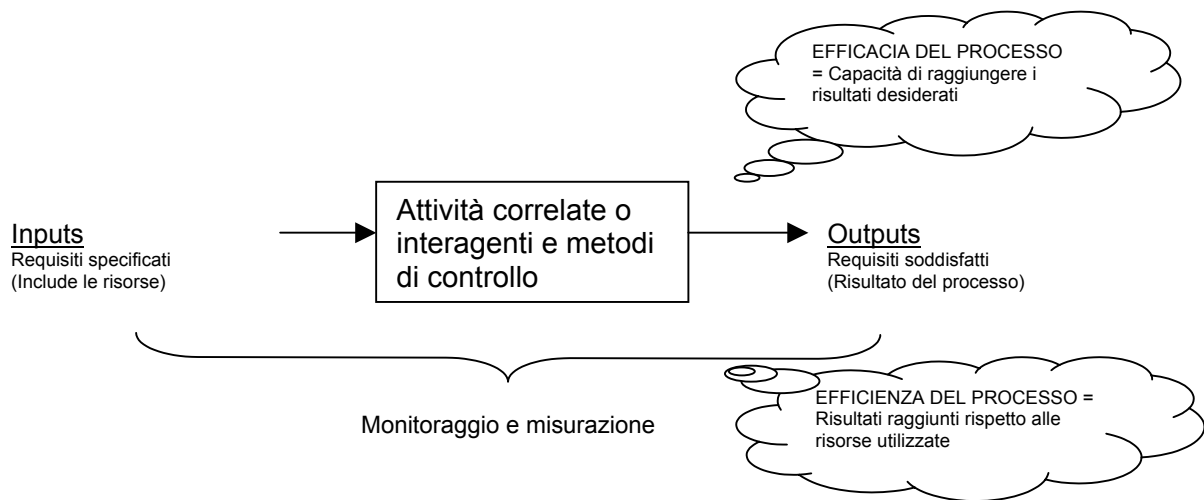 EFFICACIA DEL PROCESSO
= Capacità di raggiungere i
risultati desiderati
Inputs
Requisiti specificati
(Include le risorse)
Attività correlate o
interagenti e metodi
di controllo
Outputs
Requisiti soddisfatti
(Risultato del processo)
Monitoraggio e misurazione
EFFICIENZA DEL PROCESSO =
Risultati raggiunti rispetto alle
risorse utilizzate